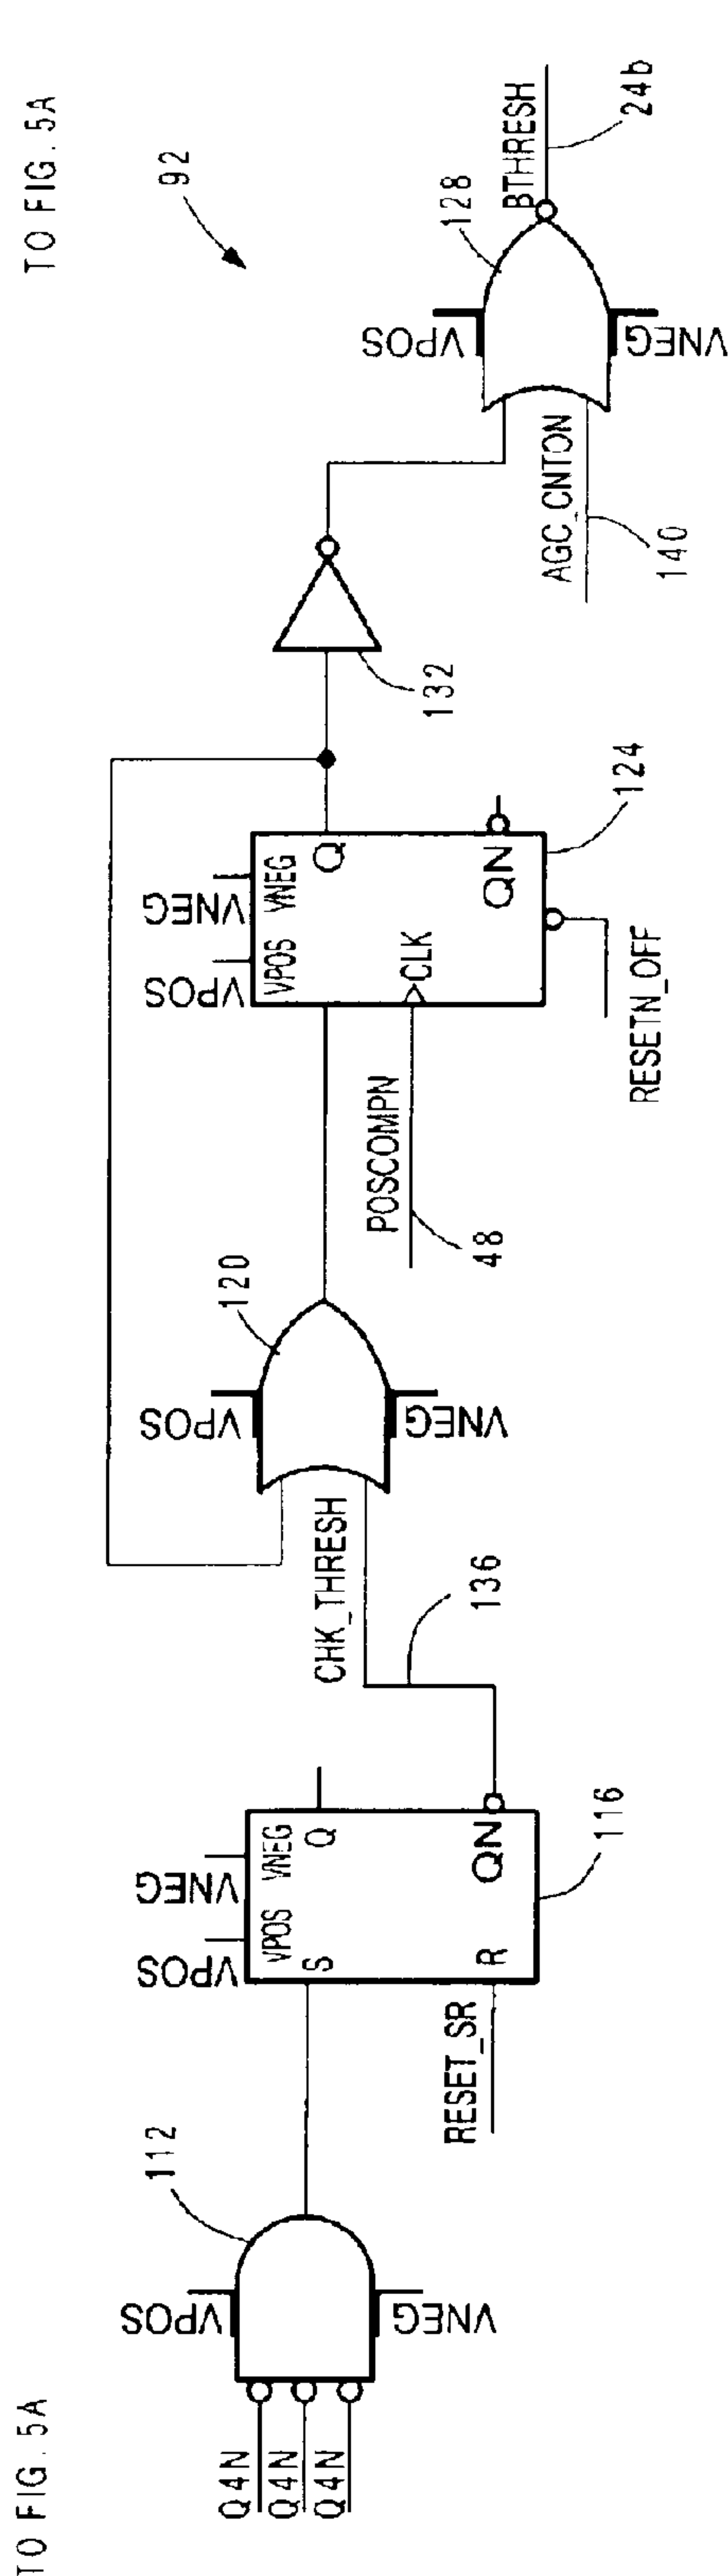 TO FIG. 5A
TO FIG. 5A
92
Q4N
Q4N
Q4N
VPOS
VNEG
112
RESET_SR
VPOS
VNEG
VPOS
VNEG
S
Q
R
QN
116
136
CHK_THRESH
VPOS
VNEG
120
POSCOMPN
48
VPOS
VNEG
VPOS
VNEG
Q
CLK
QN
124
RESETN_OFF
132
AGC_CNTON
140
VPOS
VNEG
128
BTHRESH
24b